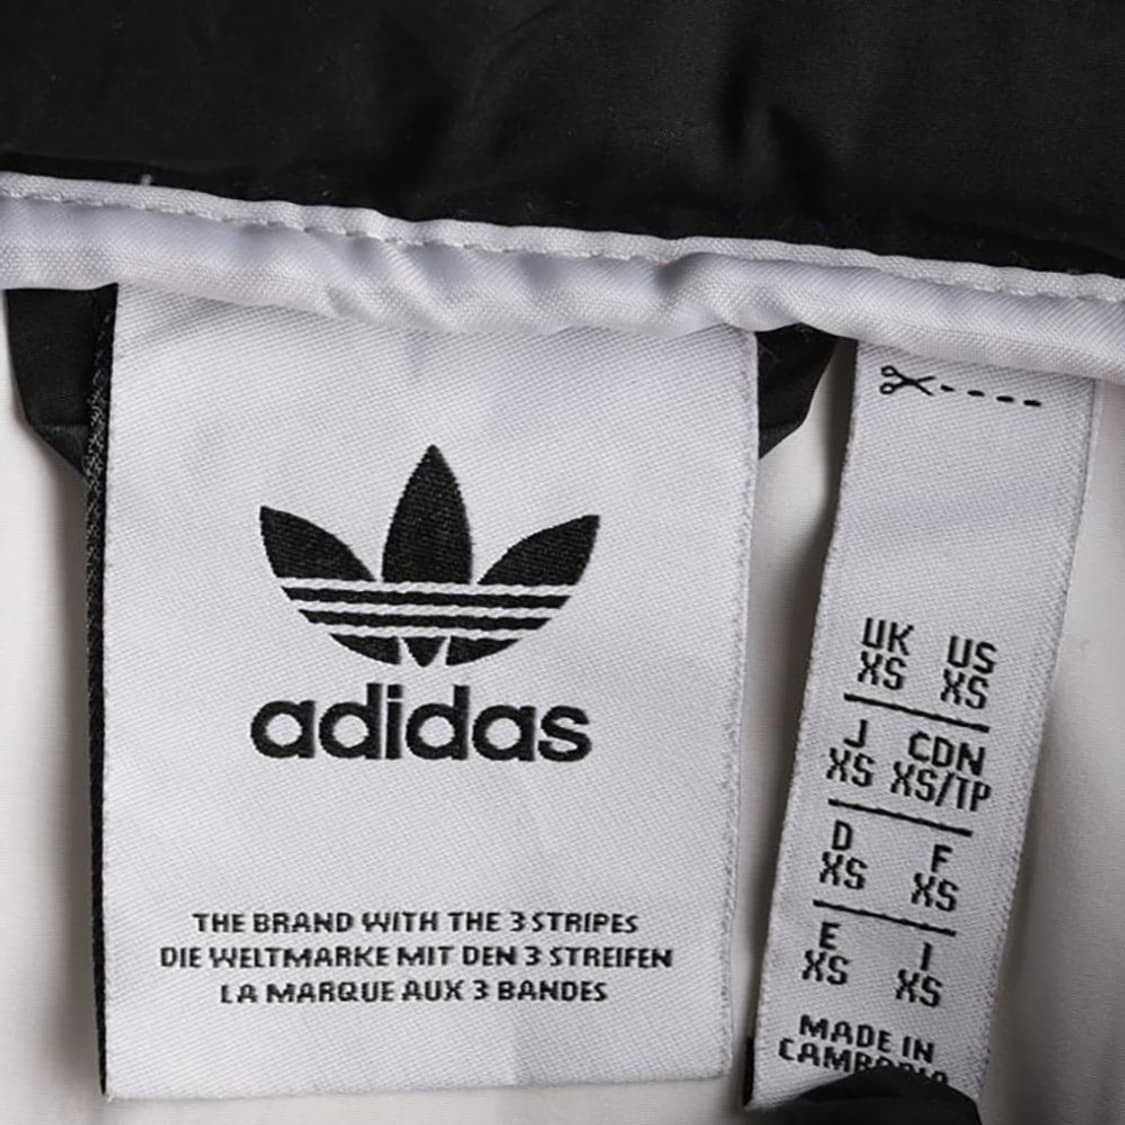 adidas
THE BRAND WITH THE 3 STRIPES
DIE WELTMARKE MIT DEN 3 STREIFEN
LA MARQUE AUX 3 BANDES
UK US
XS XS
J CDN
XS XS/TP
D F
XS XS
E I
XS XS
MADE IN
CAMBODIA